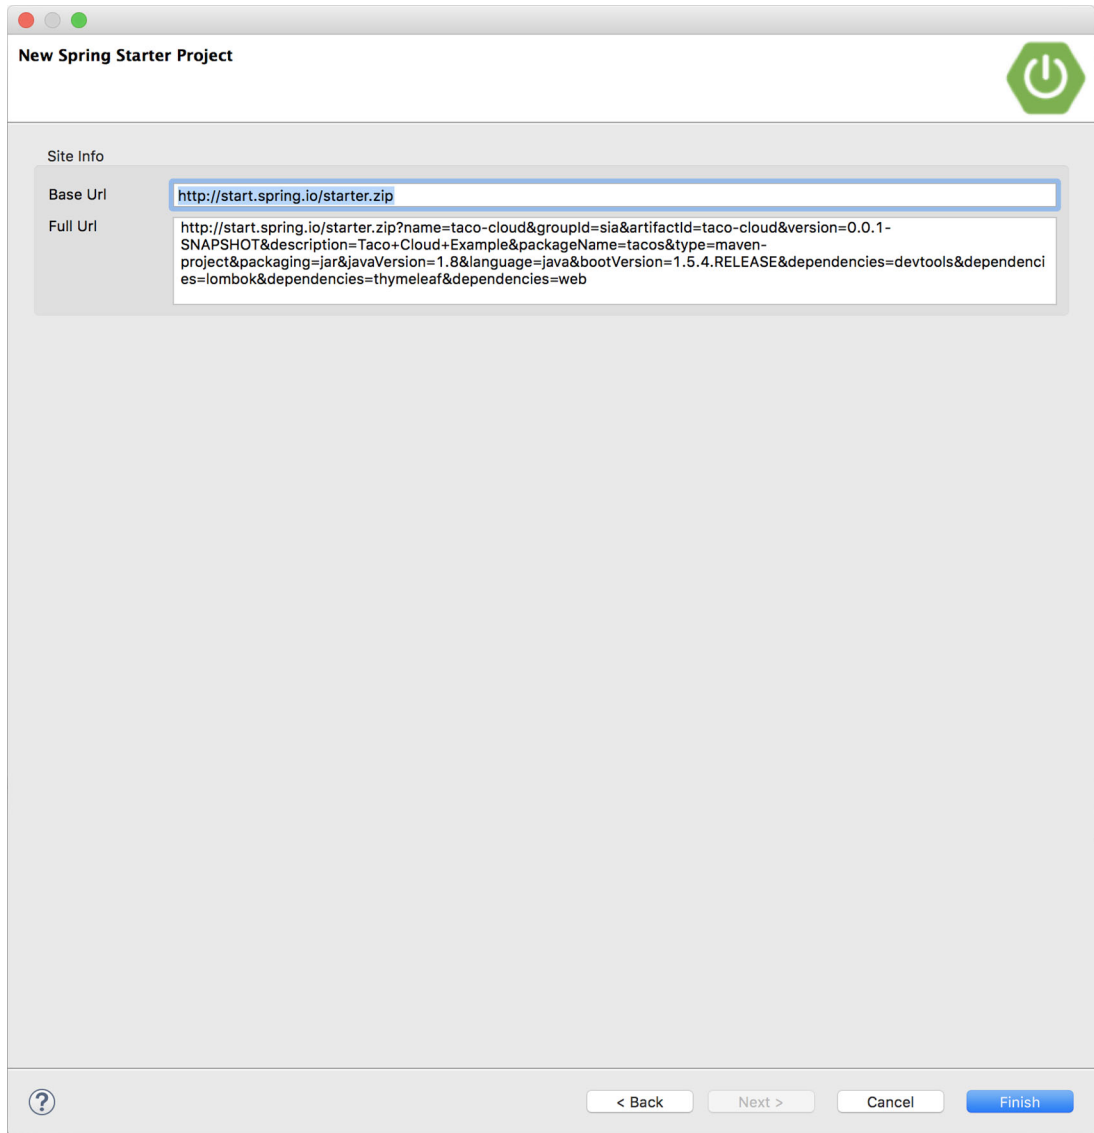 New Spring Starter Project
Site Info
Base Url
http://start.spring.io/starter.zip
Full Url
http://start.spring.io/starter.zip?name=taco-cloud&groupId=sia&artifactId=taco-cloud&version=0.0.1-
SNAPSHOT&description=Taco+Cloud+Example&packageName=tacos&type=maven-
project&packaging=jar&javaVersion=1.8&language=java&bootVersion=1.5.4.RELEASE&dependencies=devtools&dependenci
es=lombok&dependencies=thymeleaf&dependencies=web
?
< Back
Next >
Cancel
Finish